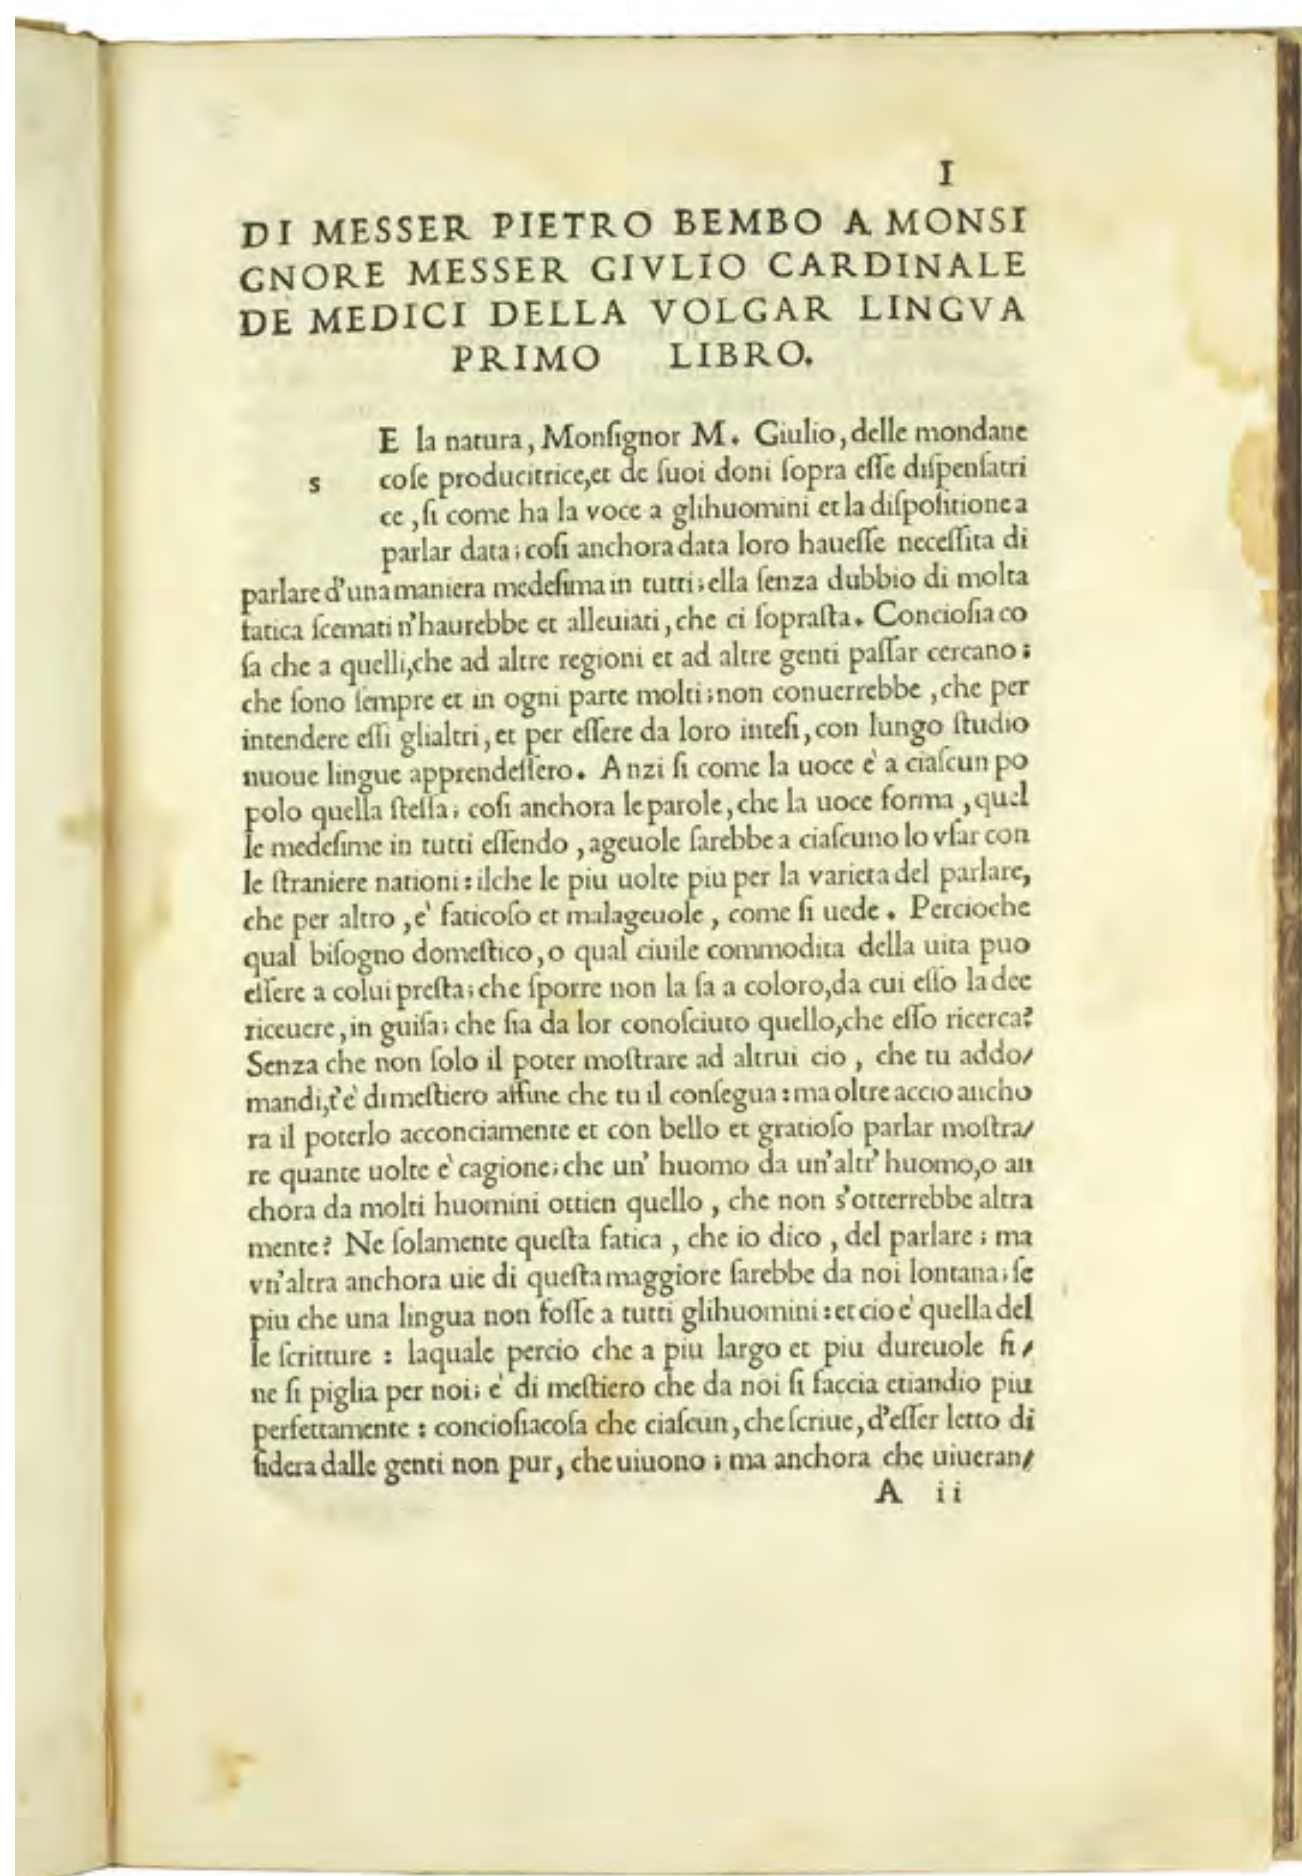 I
DI MESSER PIETRO BEMBO A MONSI
GNORE MESSER GIVLIO CARDINALE
DE MEDICI DELLA VOLGAR LINGVA
PRIMO LIBRO.
E la natura, Monſignor M. Giulio, delle mondane
s coſe producitrice, et de ſuoi doni ſopra eſſe diſpenſatri
ce, ſi come ha la voce a glihuomini et la diſpoſitione a
parlar data; coſi anchora data loro haueſſe neceſſita di
parlare d'una maniera medeſima in tutti; ella ſenza dubbio di molta
fatica ſcemati n'haurebbe et alleuiati, che ci ſopraſta. Concioſia co
ſa che a quelli, che ad altre regioni et ad altre genti paſſar cercano:
che ſono ſempre et in ogni parte molti; non conuerrebbe, che per
intendere eſſi glialtri, et per eſſere da loro inteſi, con lungo ſtudio
nuoue lingue apprendeſſero. Anzi ſi come la uoce e' a ciaſcun po
polo quella ſteſſa; coſi anchora le parole, che la uoce forma, quel
le medeſime in tutti eſſendo, ageuole ſarebbe a ciaſcuno lo vſar con
le ſtraniere nationi: ilche le piu uolte piu per la varieta del parlare,
che per altro, e' faticoſo et malageuole, come ſi uede. Percioche
qual biſogno domeſtico, o qual ciuile commodita della uita puo
eſſere a colui preſta; che ſporre non la ſa a coloro, da cui eſſo la dee
riceuere, in guiſa; che ſia da lor conoſciuto quello, che eſſo ricerca?
Senza che non ſolo il poter moſtrare ad altrui cio, che tu addo/
mandi, t'e' di meſtiero affine che tu il conſegua: ma oltre accio ancho
ra il poterlo acconciamente et con bello et gratioſo parlar moſtra/
re quante uolte e' cagione; che un' huomo da un'altr' huomo, o an
chora da molti huomini ottien quello, che non s'otterrebbe altra
mente? Ne ſolamente queſta fatica, che io dico, del parlare; ma
vn'altra anchora uie di queſta maggiore ſarebbe da noi lontana; ſe
piu che una lingua non foſſe a tutti glihuomini: et cio e' quella del
le ſcritture: laquale percio che a piu largo et piu dureuole fi/
ne ſi piglia per noi; e' di meſtiero che da noi ſi faccia etiandio piu
perfettamente: concioſiacoſa che ciaſcun, che ſcriue, d'eſſer letto di
ſidera dalle genti non pur, che uiuono; ma anchora che uiueran/
A ii